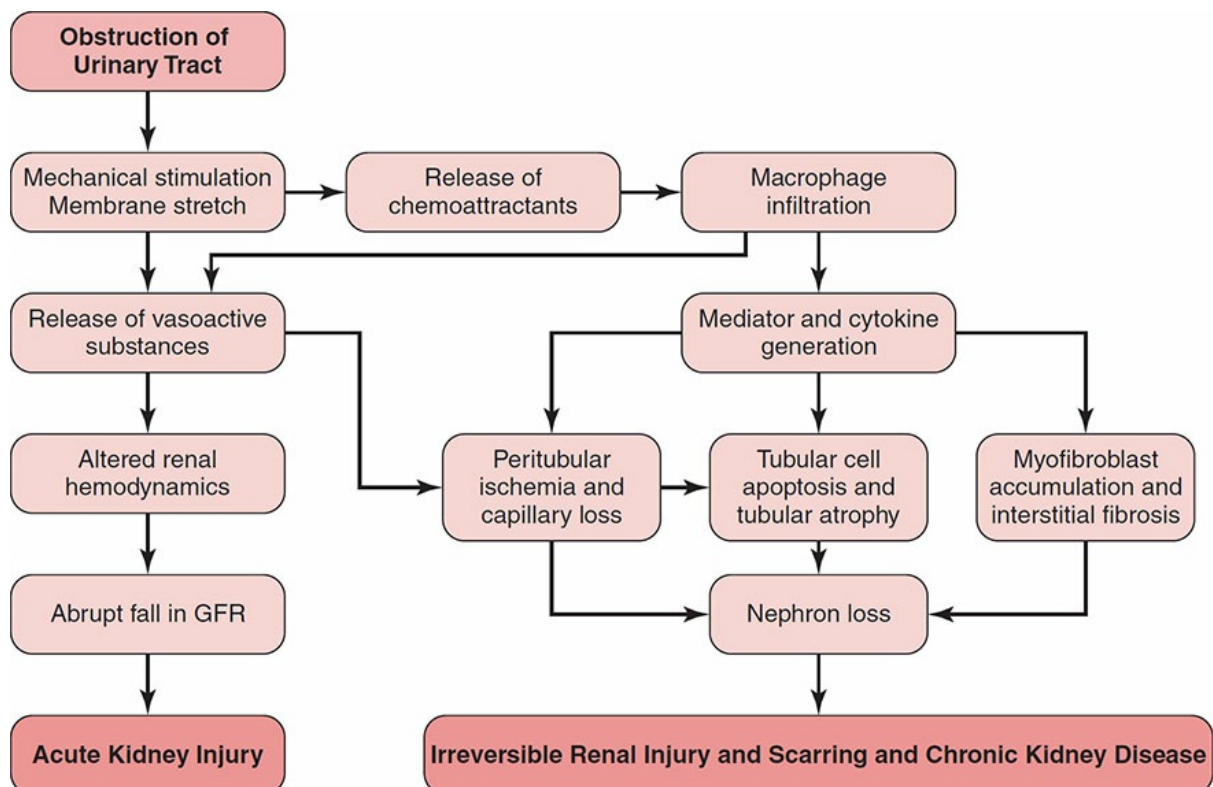 Obstruction of
Urinary Tract
Mechanical stimulation
Membrane stretch
Release of
chemoattractants
Macrophage
infiltration
Release of vasoactive
substances
Mediator and cytokine
generation
Altered renal
hemodynamics
Peritubular
ischemia and
capillary loss
Tubular cell
apoptosis and
tubular atrophy
Myofibroblast
accumulation and
interstitial fibrosis
Abrupt fall in GFR
Nephron loss
Acute Kidney Injury
Irreversible Renal Injury and Scarring and Chronic Kidney Disease